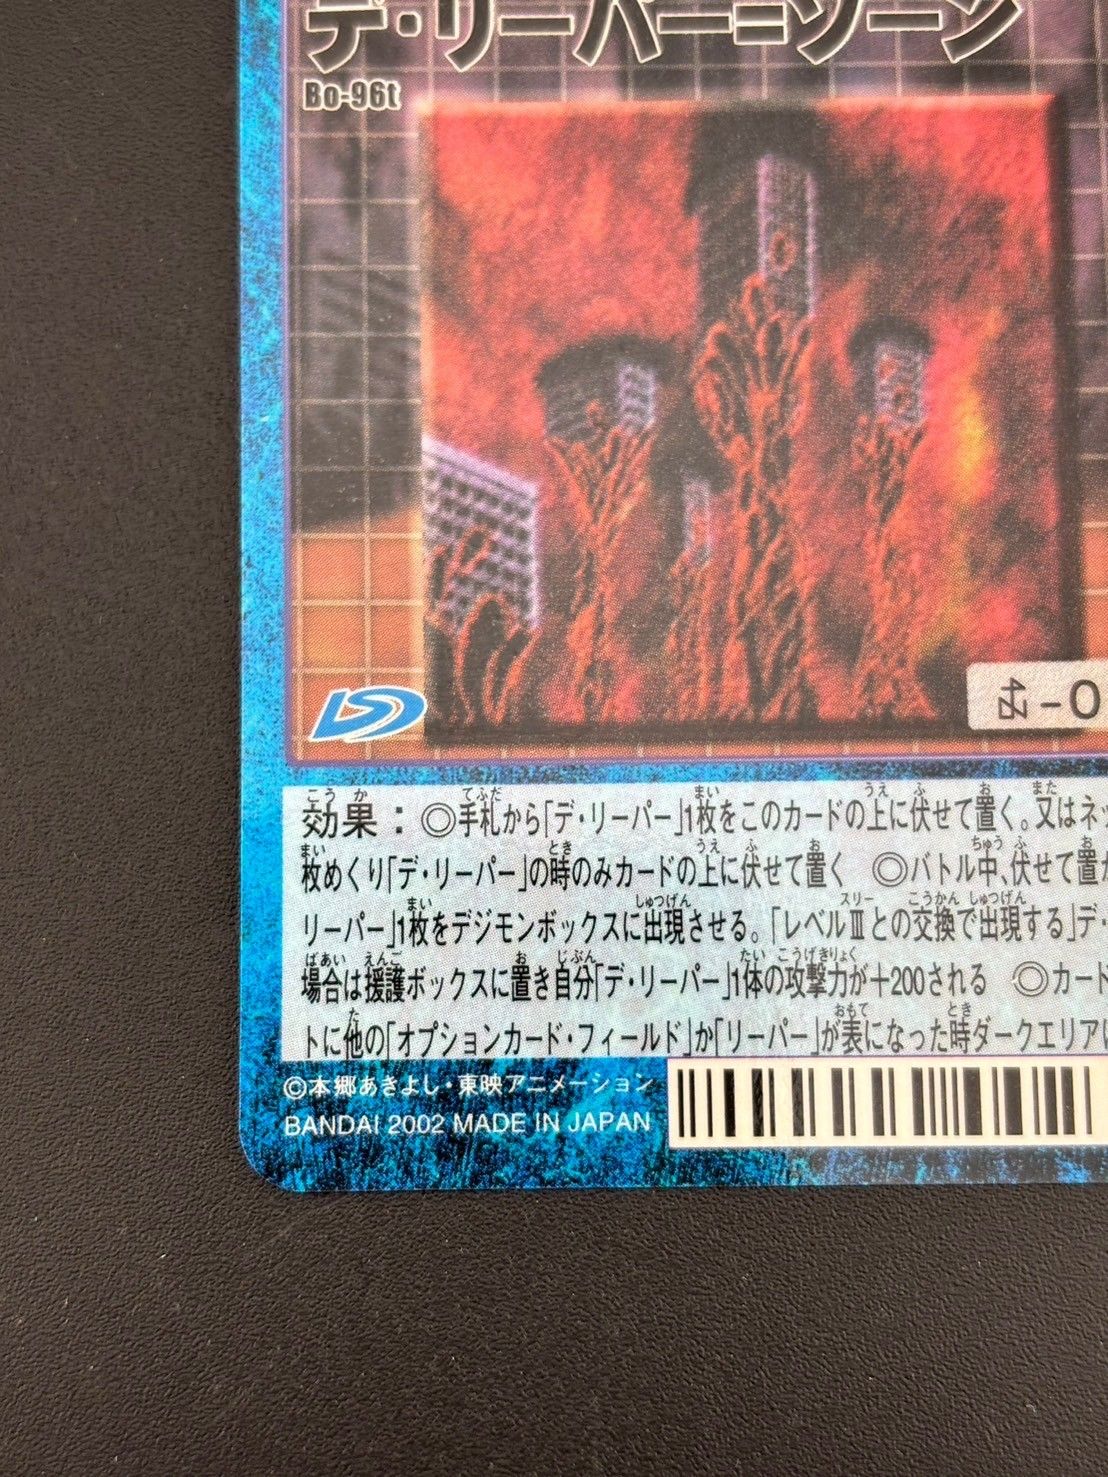 デ・リーパー=ゾーン
Bo-96t
効果：◎手札から「デ・リーパー」1枚をこのカードの上に伏せて置く。又はネッ
枚めくり「デ・リーパー」の時のみカードの上に伏せて置く ◎バトル中、伏せて置
リーパー」1枚をデジモンボックスに出現させる。「レベルⅢとの交換で出現する」デ・
場合は援護ボックスに置き自分「デ・リーパー」1体の攻撃力が＋200される ◎カード
トに他の「オプションカード・フィールド」か「リーパー」が表になった時ダークエリアに
©本郷あきよし・東映アニメーション
BANDAI 2002 MADE IN JAPAN